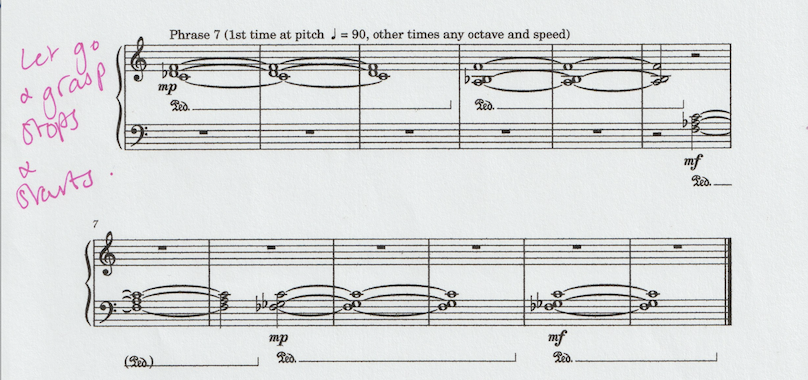 Phrase 7 (1st time at pitch ♩ = 90, other times any octave and speed)
Let go
& grasp
stops
&
starts.
mp
Ped.
Ped.
mf
Ped.
7
(Ped.)
mp
Ped.
mf
Ped.